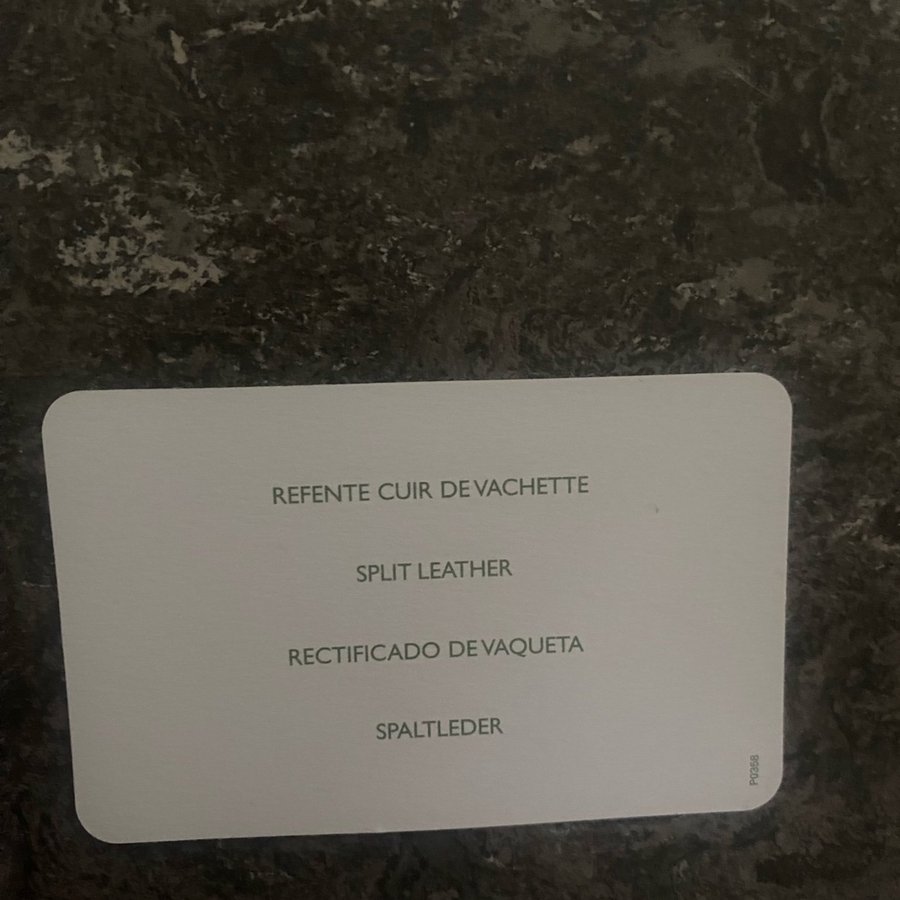 REFENTE CUIR DE VACHETTE
SPLIT LEATHER
RECTIFICADO DE VAQUETA
SPALTLEDER
P0368